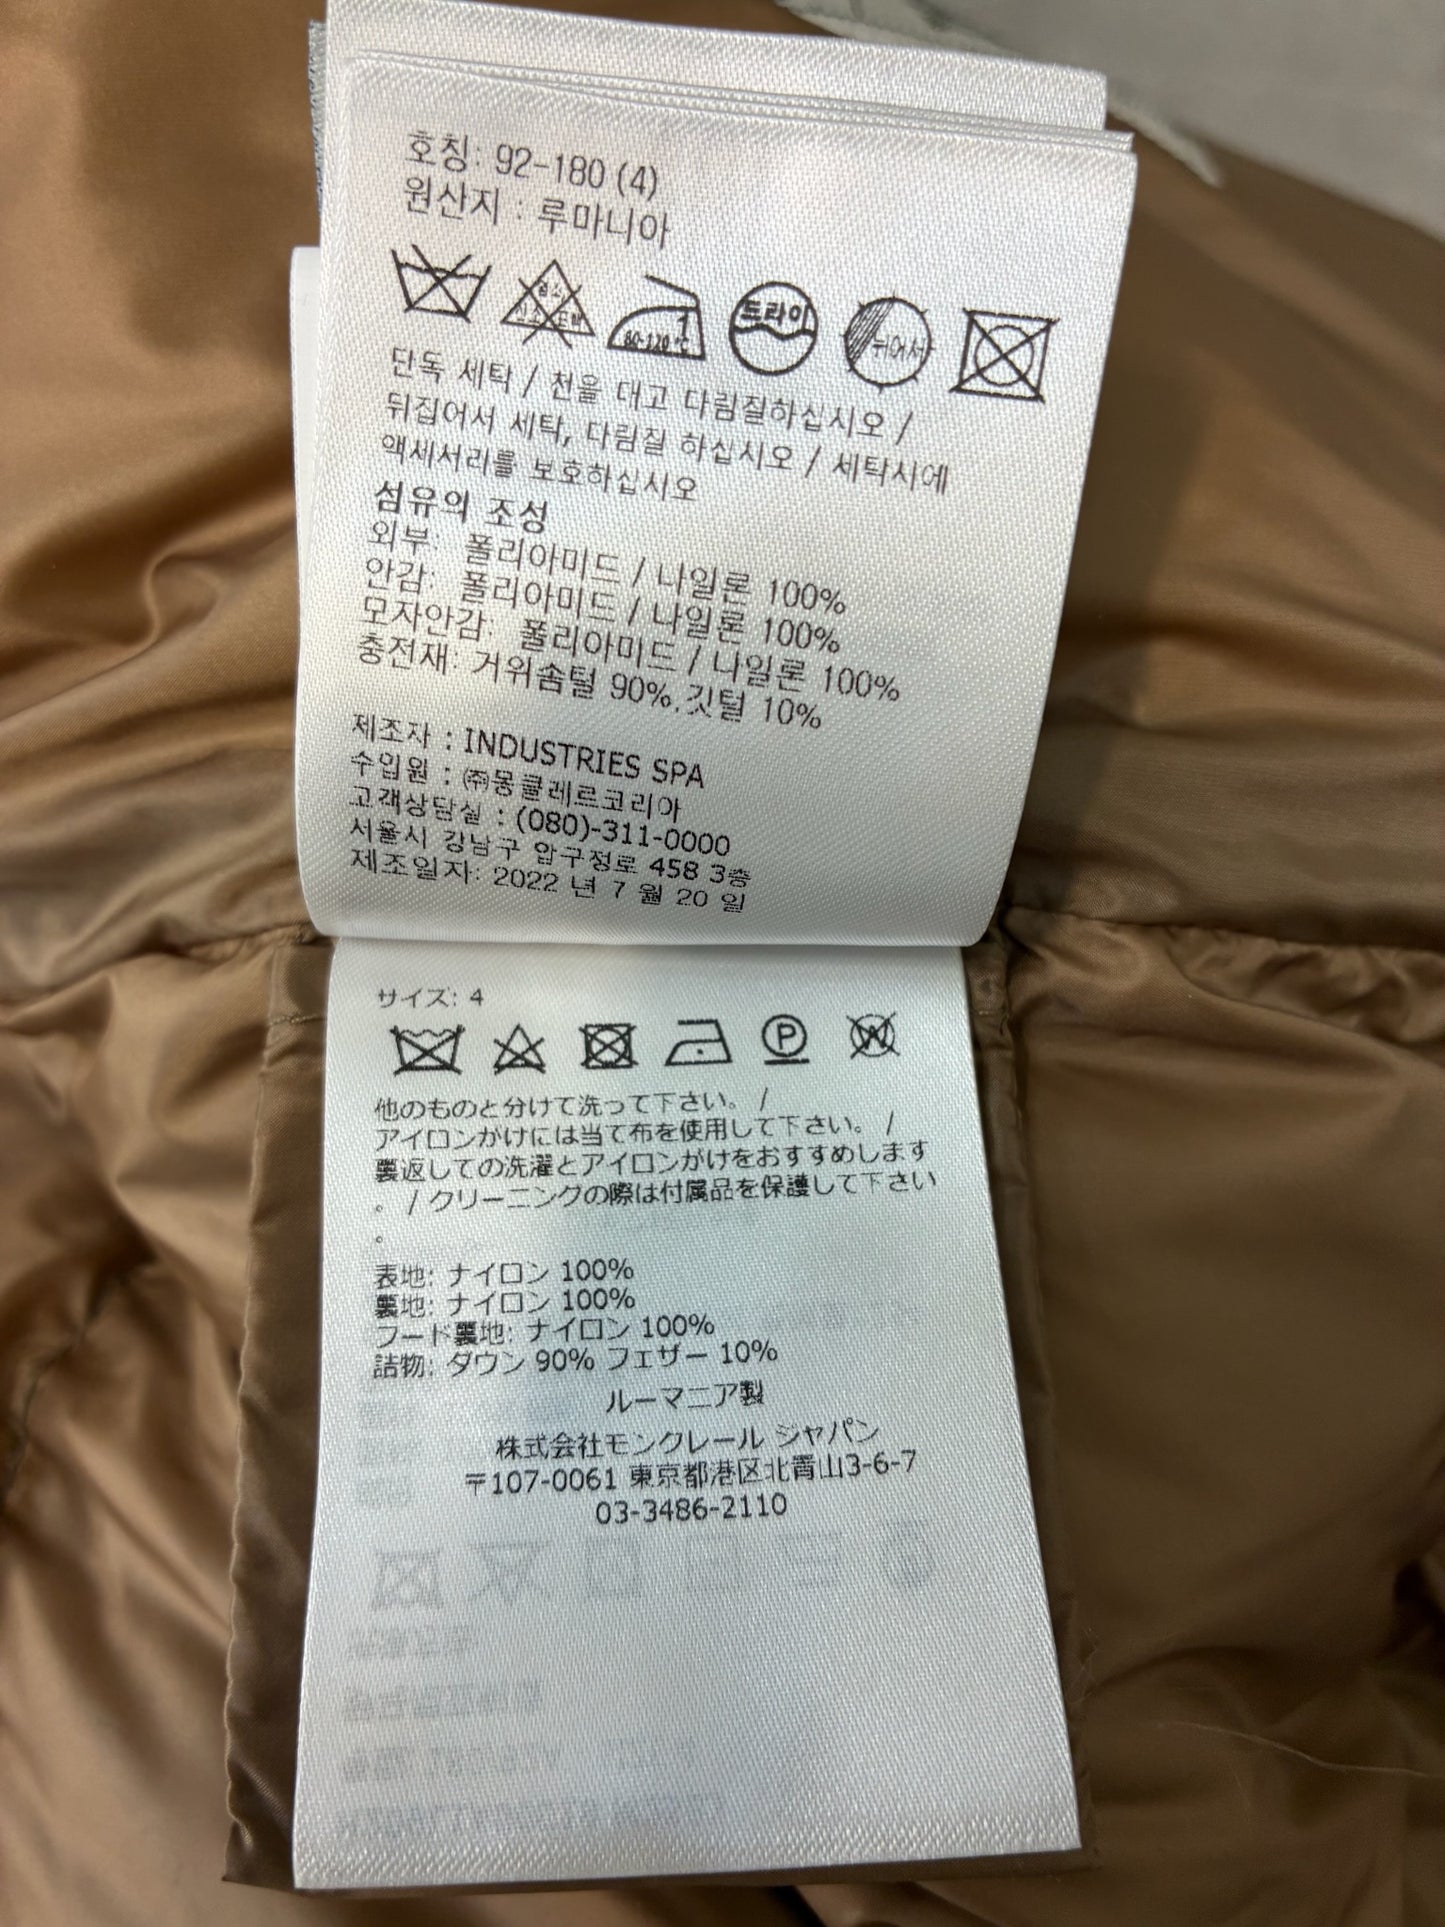 호칭: 92-180 (4)
원산지 : 루마니아
염소
산소 표백
1
80-120℃
드라이
뉘어서
단독 세탁 / 천을 대고 다림질하십시오 /
뒤집어서 세탁, 다림질 하십시오 / 세탁시에
액세서리를 보호하십시오
섬유의 조성
외부: 폴리아미드 / 나일론 100%
안감: 폴리아미드 / 나일론 100%
모자안감: 폴리아미드 / 나일론 100%
충전재: 거위솜털 90%,깃털 10%
제조자 : INDUSTRIES SPA
수입원 : ㈜몽클레르코리아
고객상담실 : (080)-311-0000
서울시 강남구 압구정로 458 3층
제조일자: 2022 년 7 월 20 일
サイズ: 4
P
W
他のものと分けて洗って下さい。 /
アイロンがけには当て布を使用して下さい。 /
裏返しての洗濯とアイロンがけをおすすめします
。 / クリーニングの際は付属品を保護して下さい
。
表地: ナイロン 100%
裏地: ナイロン 100%
フード裏地: ナイロン 100%
詰物: ダウン 90% フェザー 10%
ルーマニア製
株式会社モンクレール ジャパン
〒107-0061 東京都港区北青山3-6-7
03-3486-2110